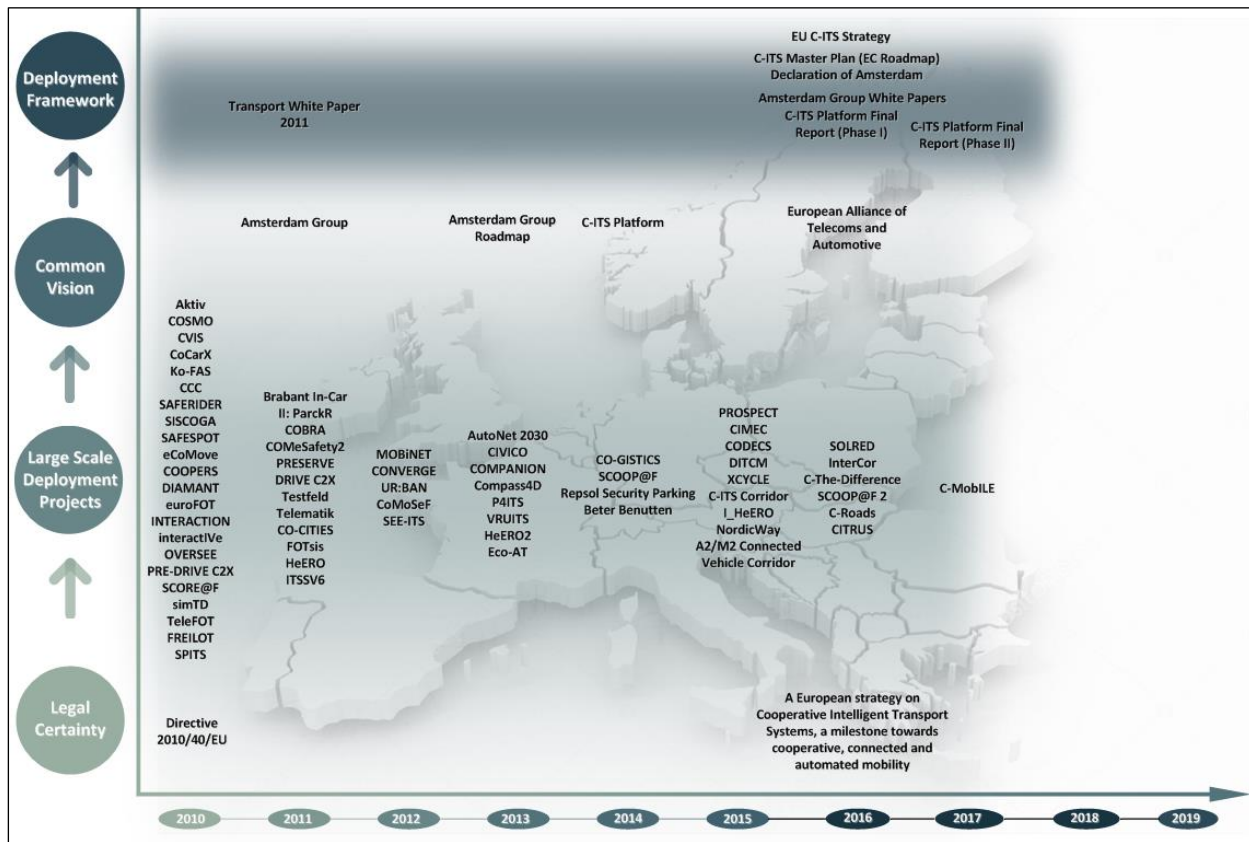 Deployment
Framework
Common
Vision
Large Scale
Deployment
Projects
Legal
Certainty
EU C-ITS Strategy
C-ITS Master Plan (EC Roadmap)
Declaration of Amsterdam
Transport White Paper
2011
Amsterdam Group White Papers
C-ITS Platform Final
Report (Phase I)
C-ITS Platform Final
Report (Phase II)
Amsterdam Group
Amsterdam Group
Roadmap
C-ITS Platform
European Alliance of
Telecoms and
Automotive
Aktiv
COSMO
CVIS
CoCarX
Ko-FAS
CCC
SAFERIDER
SISCOGA
SAFESPOT
eCoMove
COOPERS
DIAMANT
euroFOT
INTERACTION
interactIVe
OVERSEE
PRE-DRIVE C2X
SCORE@F
simTD
TeleFOT
FREILOT
SPITS
Brabant In-Car
II: ParckR
COBRA
COMeSafety2
PRESERVE
DRIVE C2X
Testfeld
Telematik
CO-CITIES
FOTsis
HeERO
ITSSV6
MOBiNET
CONVERGE
UR:BAN
CoMoSeF
SEE-ITS
AutoNet 2030
CIVICO
COMPANION
Compass4D
P4ITS
VRUITS
HeERO2
Eco-AT
CO-GISTICS
SCOOP@F
Repsol Security Parking
Beter Benutten
PROSPECT
CIMEC
CODECS
DITCM
XCYCLE
C-ITS Corridor
I_HeERO
NordicWay
A2/M2 Connected
Vehicle Corridor
SOLRED
InterCor
C-The-Difference
SCOOP@F 2
C-Roads
CITRUS
C-MobILE
Directive
2010/40/EU
A European strategy on
Cooperative Intelligent Transport
Systems, a milestone towards
cooperative, connected and
automated mobility
2010
2011
2012
2013
2014
2015
2016
2017
2018
2019